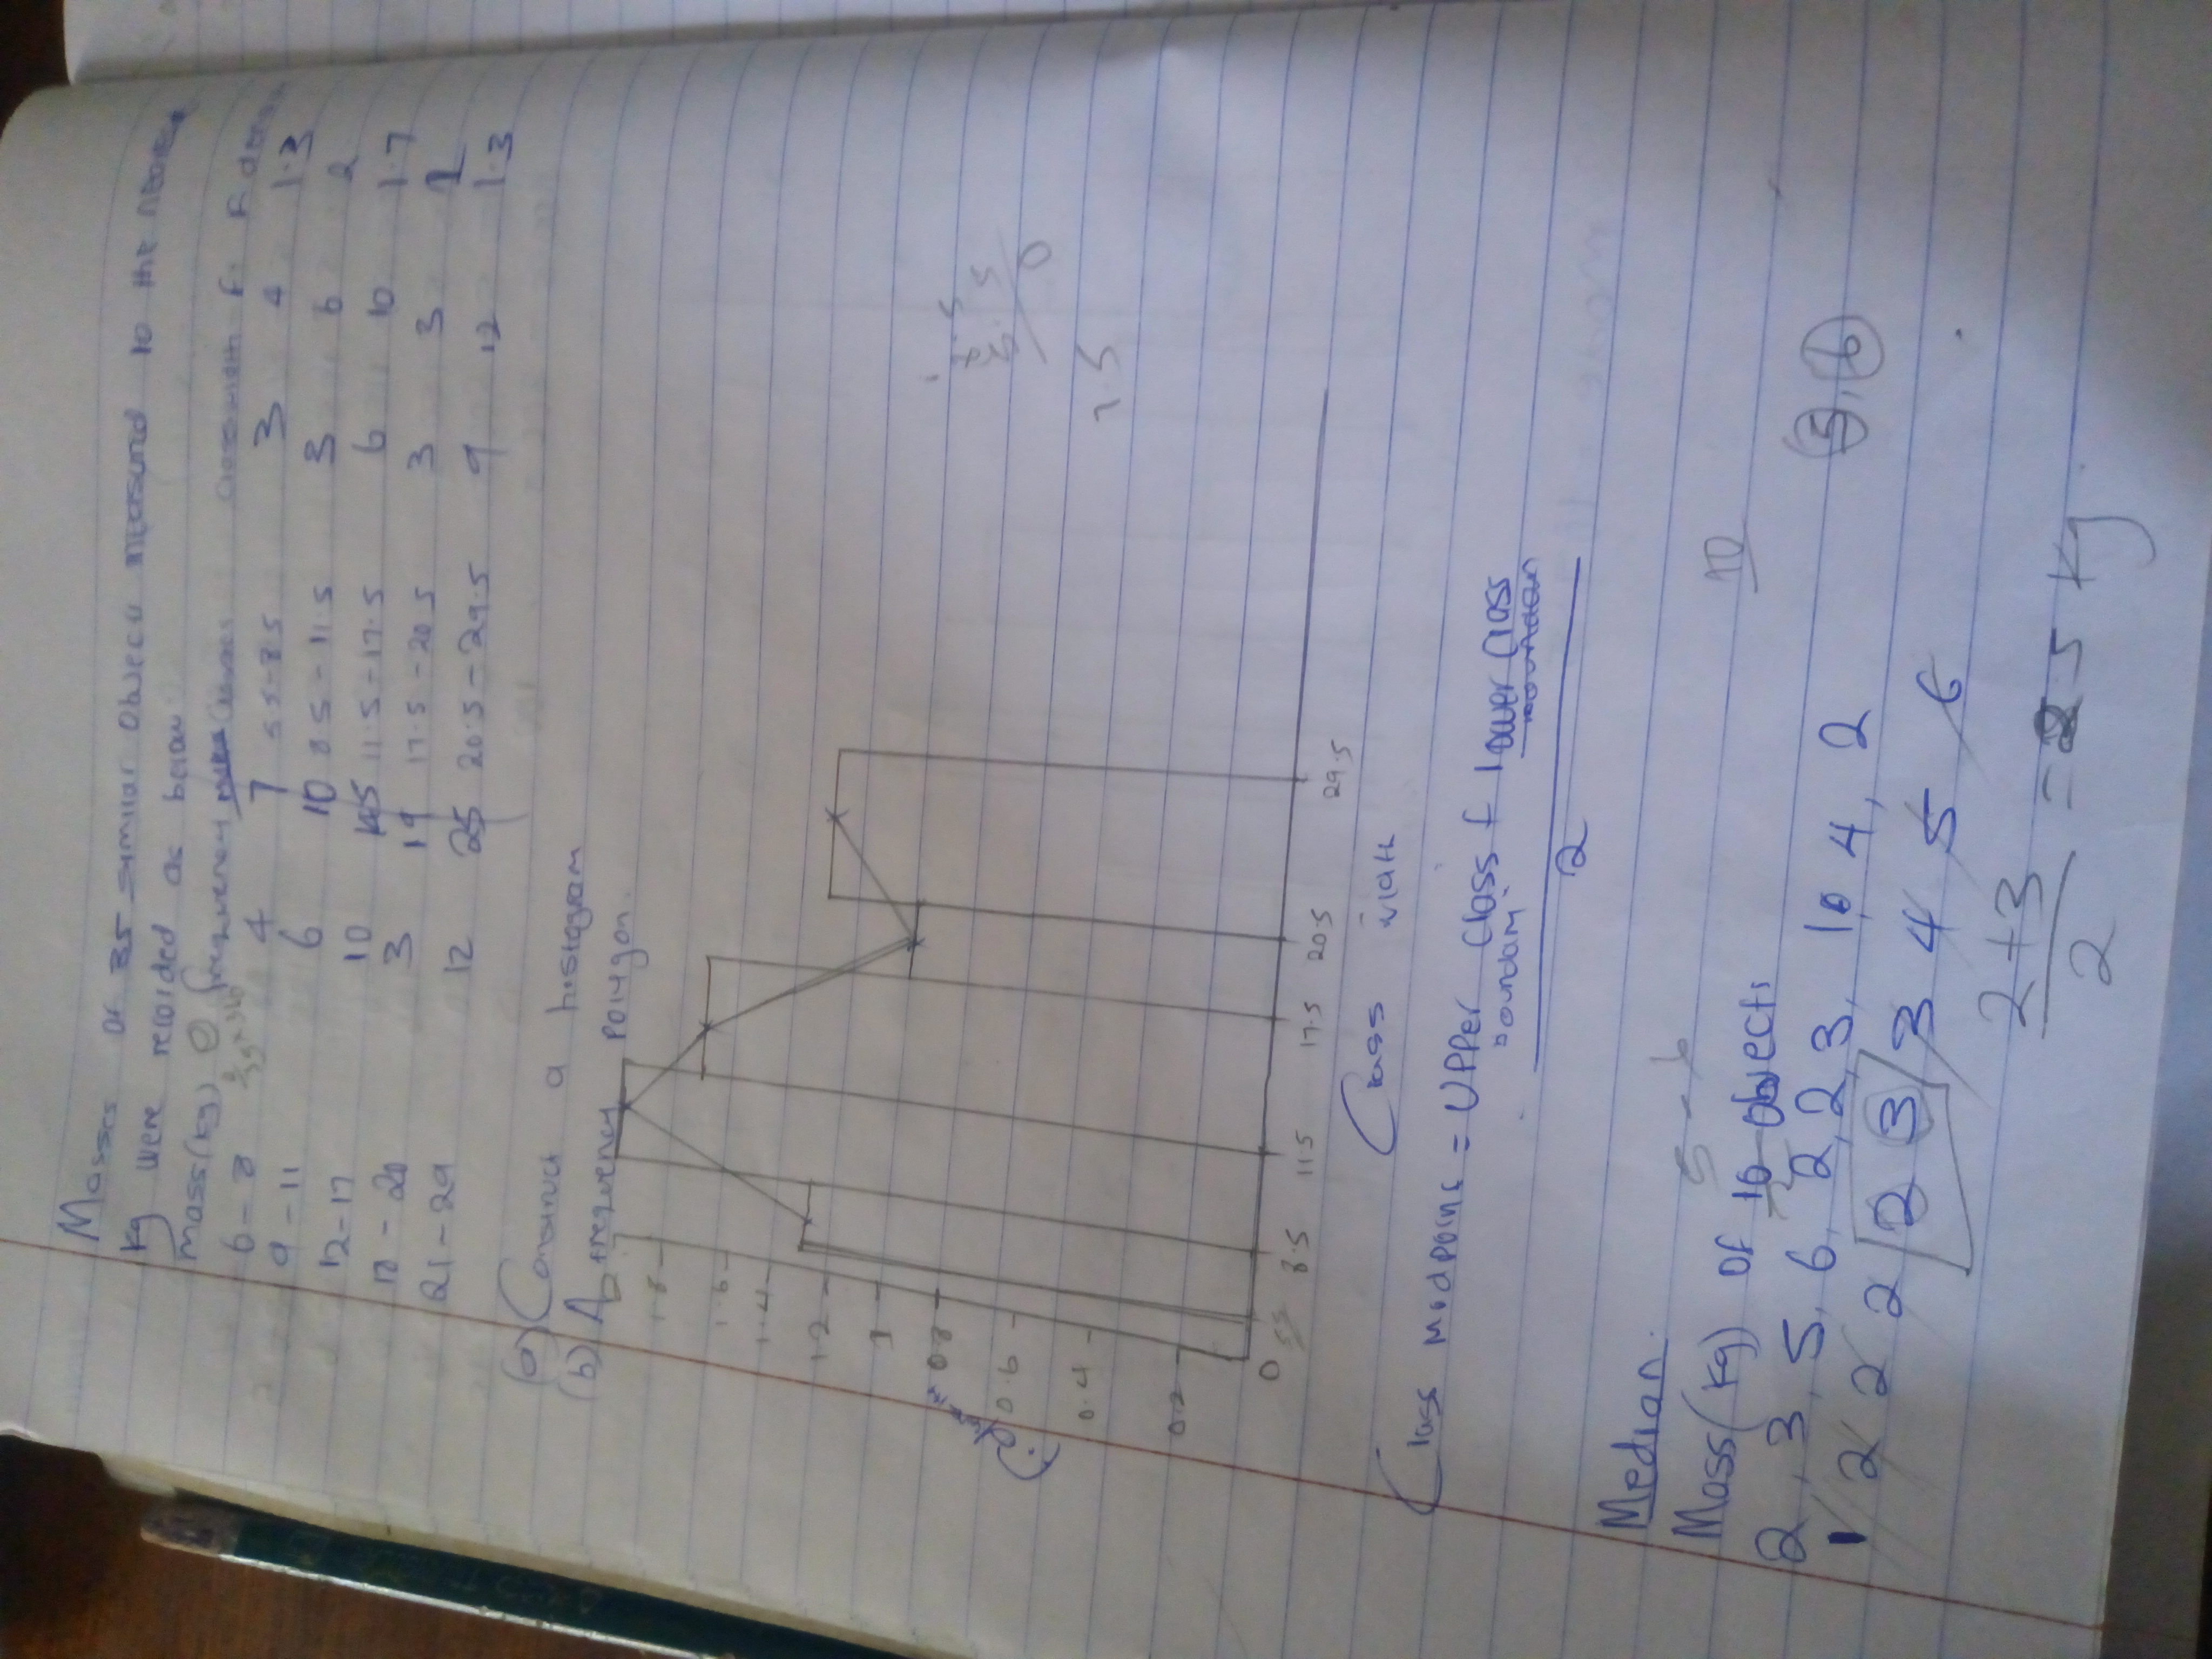 Masses of 35 similar objects measured to the nearest
kg were recorded as below
Mass(kg) frequency Class width F. F. dens
6 - 8 4 7 5.5-8.5 3 4 1.3
9 - 11 6 10 8.5 - 11.5 3 6 2
12-17 10 14.5 11.5-17.5 6 10 1.7
18 - 20 3 19 17.5-20.5 3 3 1
21-29 12 25 20.5-29.5 9 12 1.3
(a) Construct a histogram
(b) A frequency polygon.
1.8
1.6
1.4
1.2
1
0.8
F. density
0.6
0.4
7.5
0.2
0 5.5 8.5 11.5 17.5 20.5 29.5
Class width
Class midpoint = Upper class + lower class
boundary
2
Median.
5 - 6
Mass(kg) of 10 objects
10
2, 3, 5, 6, 2, 2, 3, 1, 4, 2
5, 6
1 2 2 2 2 3 3 4 5 6
2+3
2
= 2.5 kg.